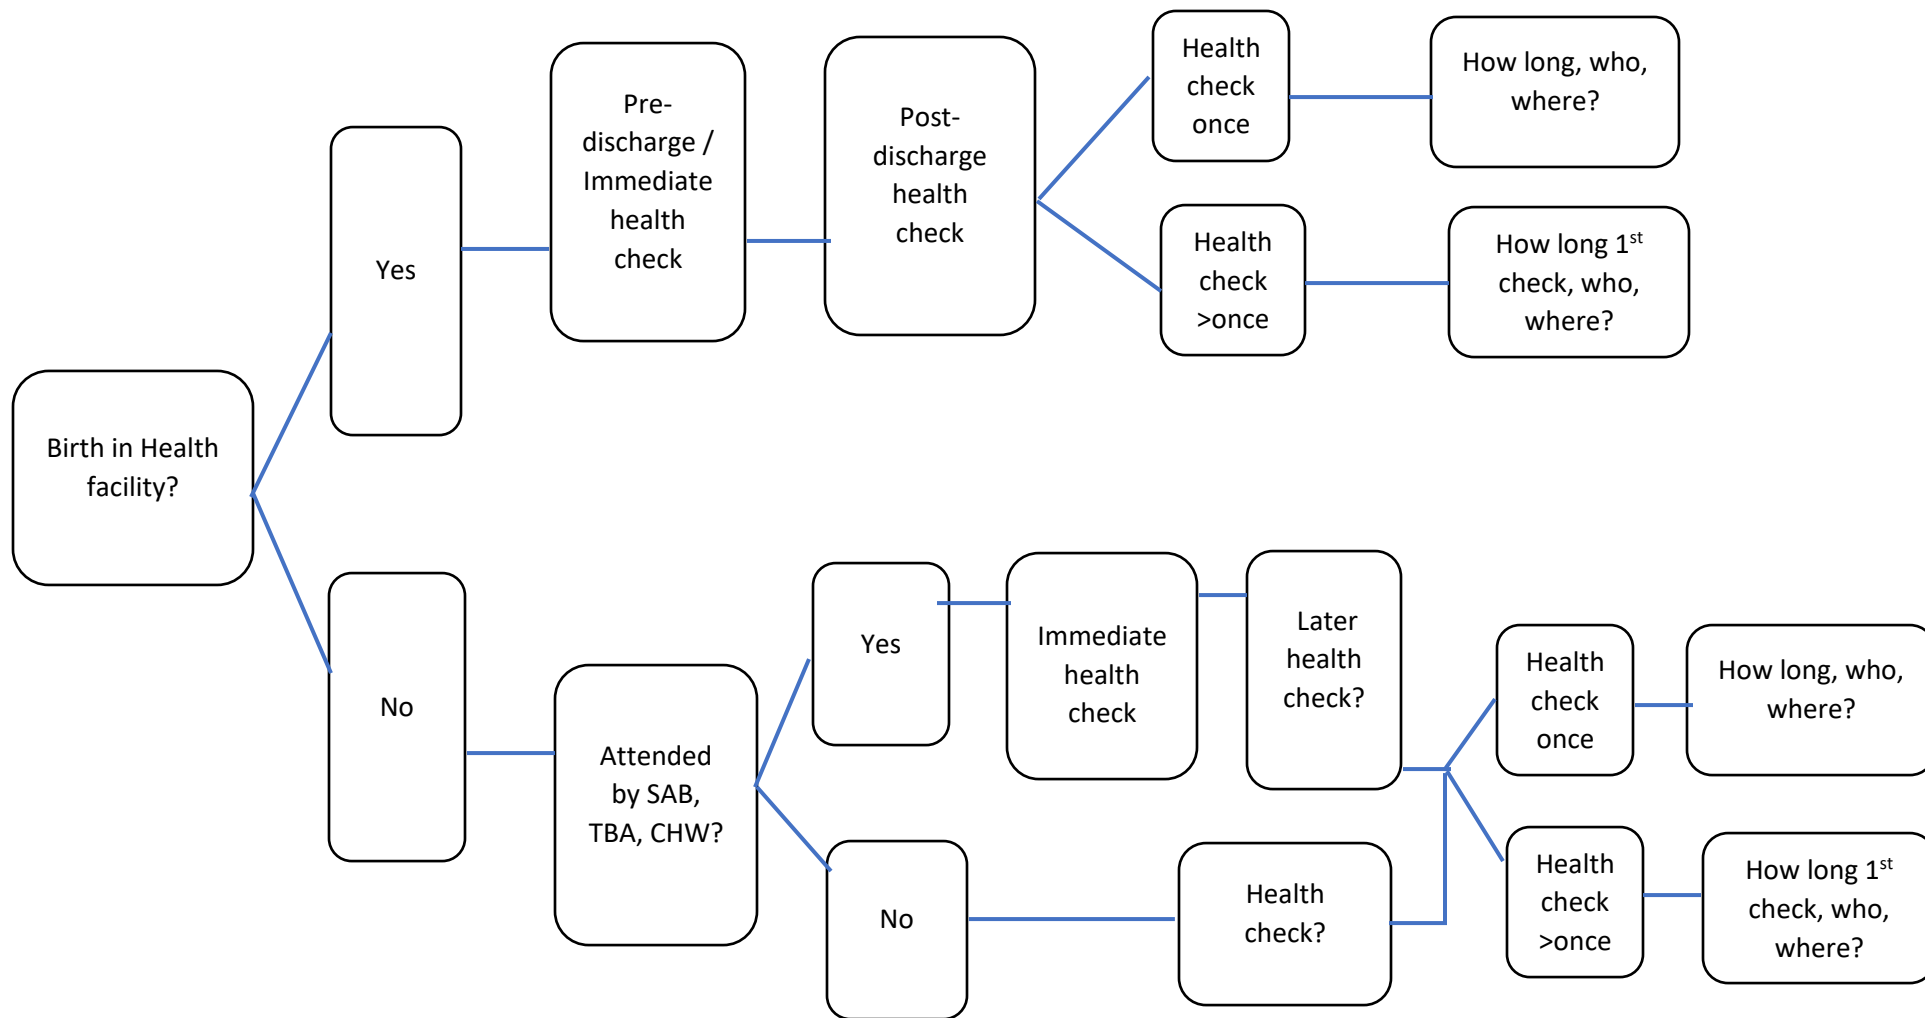 Birth in Health
facility?
Yes
Pre-
discharge /
Immediate
health
check
Post-
discharge
health
check
Health
check
once
How long, who,
where?
Health
check
>once
How long 1st
check, who,
where?
No
Attended
by SAB,
TBA, CHW?
Yes
Immediate
health
check
Later
health
check?
No
Health
check?
Health
check
once
How long, who,
where?
Health
check
>once
How long 1st
check, who,
where?